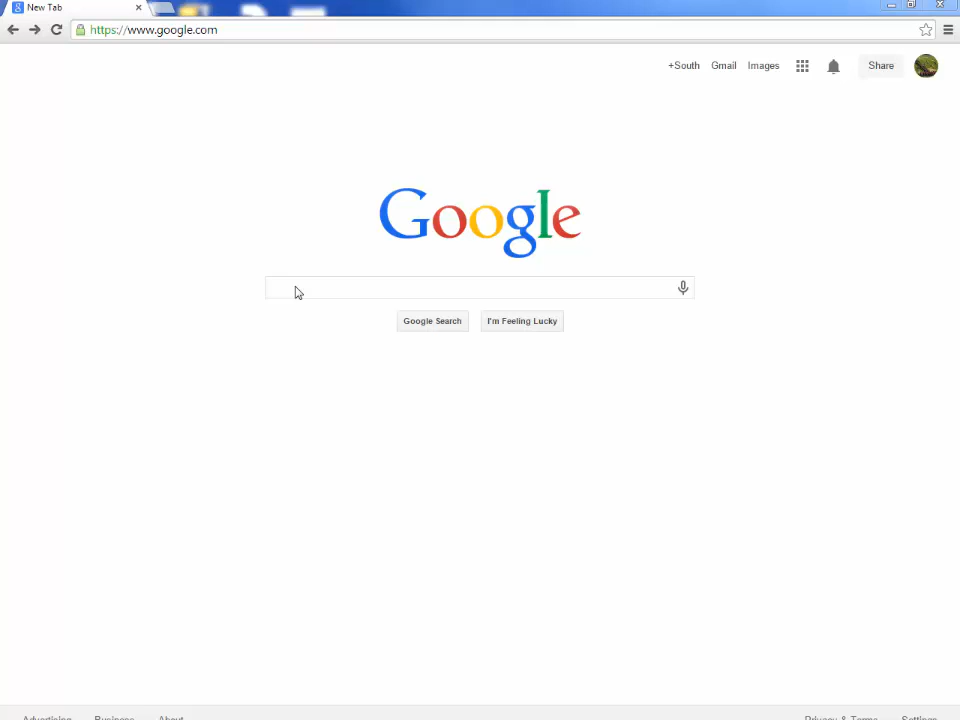 New Tab
https://www.google.com
+South Gmail Images Share
Google
Google Search I'm Feeling Lucky
Advertising Business About Privacy & Terms Settings